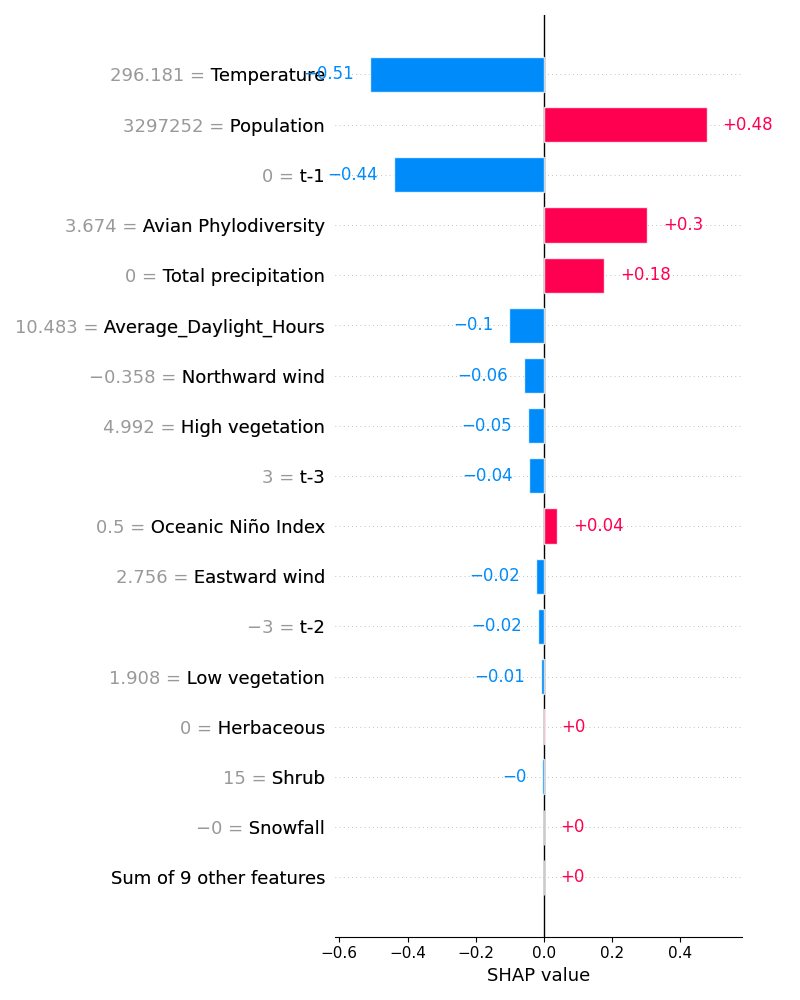 296.181 = Temperature −0.51
3297252 = Population +0.48
0 = t-1 −0.44
3.674 = Avian Phylodiversity +0.3
0 = Total precipitation +0.18
10.483 = Average_Daylight_Hours −0.1
−0.358 = Northward wind −0.06
4.992 = High vegetation −0.05
3 = t-3 −0.04
0.5 = Oceanic Niño Index +0.04
2.756 = Eastward wind −0.02
−3 = t-2 −0.02
1.908 = Low vegetation −0.01
0 = Herbaceous +0
15 = Shrub −0
−0 = Snowfall +0
Sum of 9 other features +0
−0.6 −0.4 −0.2 0.0 0.2 0.4
SHAP value